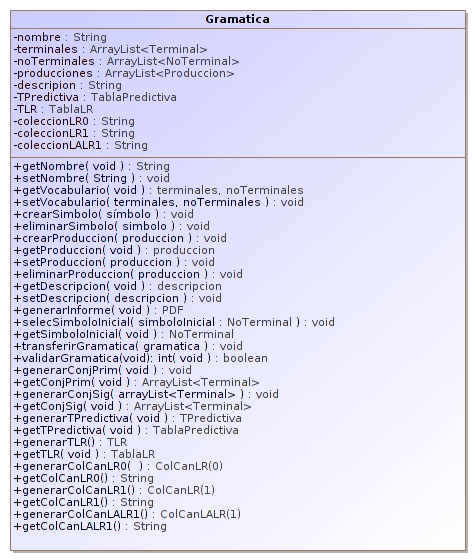 Gramatica
-nombre : String
-terminales : ArrayList<Terminal>
-noTerminales : ArrayList<NoTerminal>
-producciones : ArrayList<Produccion>
-descripion : String
-TPredictiva : TablaPredictiva
-TLR : TablaLR
-coleccionLR0 : String
-coleccionLR1 : String
-coleccionLALR1 : String
+getNombre( void ) : String
+setNombre( String ) : void
+getVocabulario( void ) : terminales, noTerminales
+setVocabulario( terminales, noTerminales ) : void
+crearSimbolo( símbolo ) : void
+eliminarSimbolo( simbolo ) : void
+crearProduccion( produccion ) : void
+getProduccion( void ) : produccion
+setProduccion( produccion ) : void
+eliminarProduccion( produccion ) : void
+getDescripcion( void ) : descripcion
+setDescripcion( descripcion ) : void
+generarInforme( void ) : PDF
+selecSimboloInicial( simboloInicial : NoTerminal ) : void
+getSimboloInicial( void ) : NoTerminal
+transferirGramatica( gramatica ) : void
+validarGramatica(void): int( void ) : boolean
+generarConjPrim( void ) : void
+getConjPrim( void ) : ArrayList<Terminal>
+generarConjSig( arrayList<Terminal> ) : void
+getConjSig( void ) : ArrayList<Terminal>
+generarTPredictiva( void ) : TPredictiva
+getTPredictiva( void ) : TablaPredictiva
+generarTLR() : TLR
+getTLR( void ) : TablaLR
+generarColCanLR0(  ) : ColCanLR(0)
+getColCanLR0() : String
+generarColCanLR1() : ColCanLR(1)
+getColCanLR1() : String
+generarColCanLALR1() : ColCanLALR(1)
+getColCanLALR1() : String